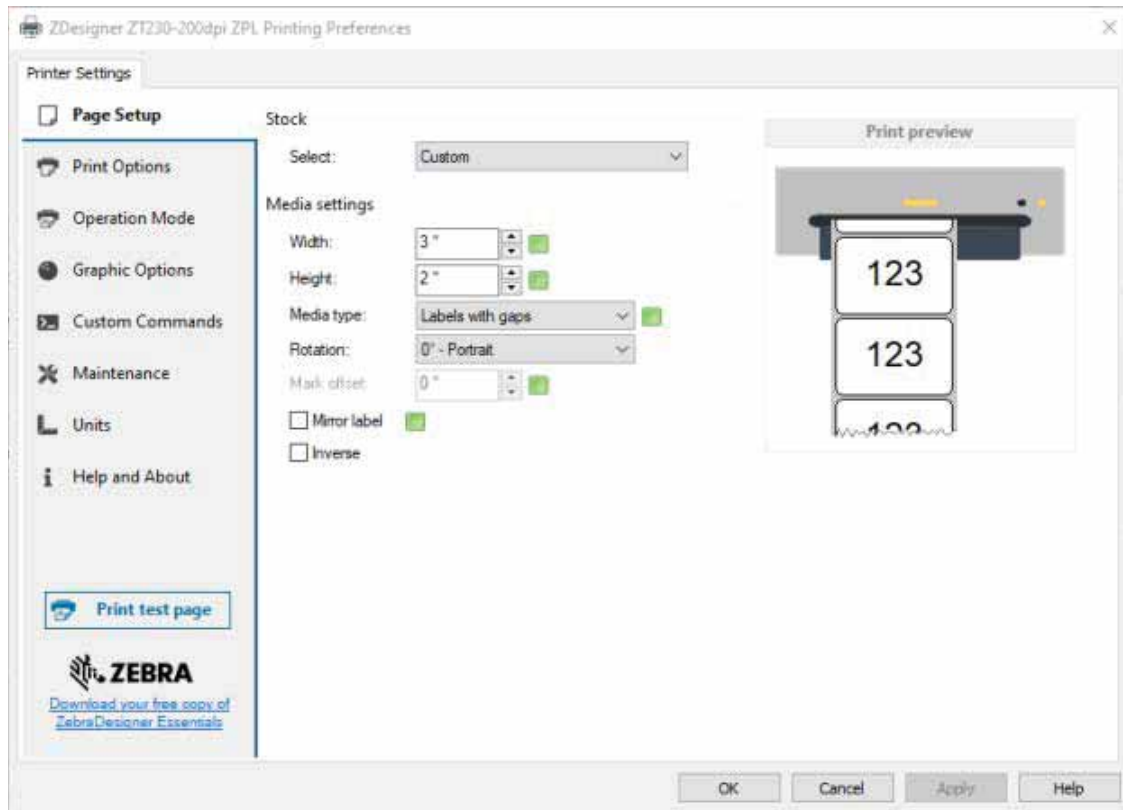 ZDesigner ZT230-200dpi ZPL Printing Preferences
Printer Settings
Page Setup
Print Options
Operation Mode
Graphic Options
Custom Commands
Maintenance
Units
Help and About
Print test page
ZEBRA
Download your free copy of
ZebraDesigner Essentials
Stock
Select: Custom
Media settings
Width: 3 "
Height: 2 "
Media type: Labels with gaps
Rotation: 0° - Portrait
Mark offset: 0 "
Mirror label
Inverse
Print preview
123
123
123
OK Cancel Apply Help